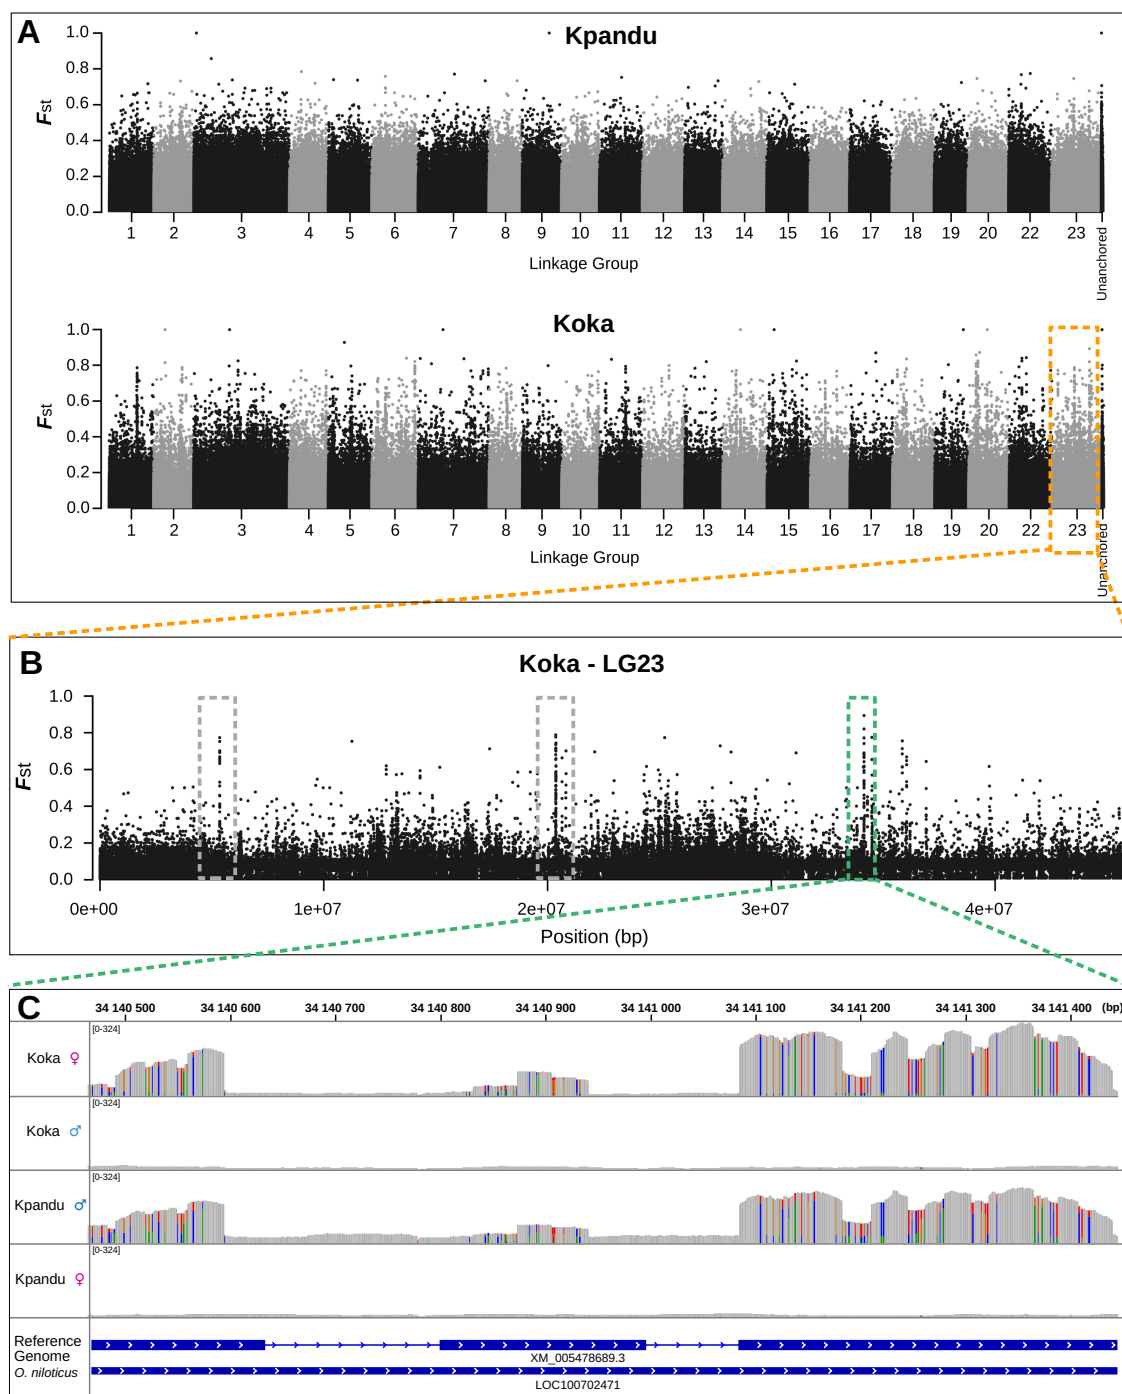 A
Kpandu
1.0
0.8
0.6
0.4
0.2
0.0
Fst
1 2 3 4 5 6 7 8 9 10 11 12 13 14 15 16 17 18 19 20 22 23 Unanchored
Linkage Group
Koka
1.0
0.8
0.6
0.4
0.2
0.0
Fst
1 2 3 4 5 6 7 8 9 10 11 12 13 14 15 16 17 18 19 20 22 23 Unanchored
Linkage Group
B
Koka - LG23
1.0
0.8
0.6
0.4
0.2
0.0
Fst
0e+00 1e+07 2e+07 3e+07 4e+07
Position (bp)
C
34 140 500 34 140 600 34 140 700 34 140 800 34 140 900 34 141 000 34 141 100 34 141 200 34 141 300 34 141 400 (bp)
[0-324]
Koka ♀
[0-324]
Koka ♂
[0-324]
Kpandu ♂
[0-324]
Kpandu ♀
Reference
Genome
O. niloticus
XM_005478689.3
LOC100702471